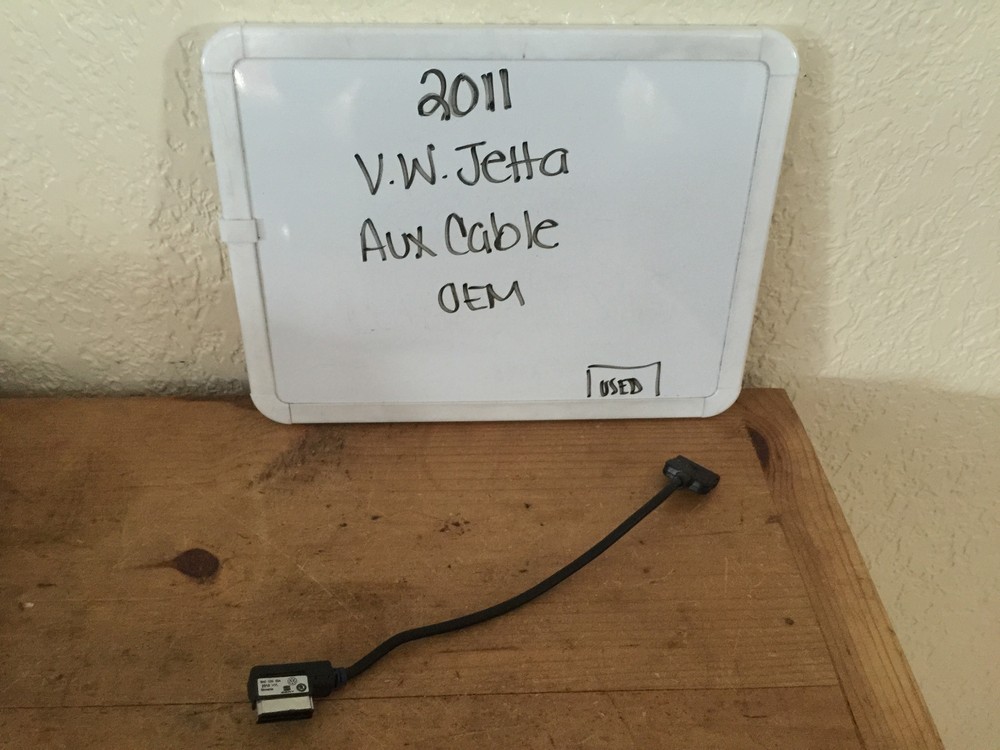 2011
V.W. Jetta
Aux Cable
OEM
USED